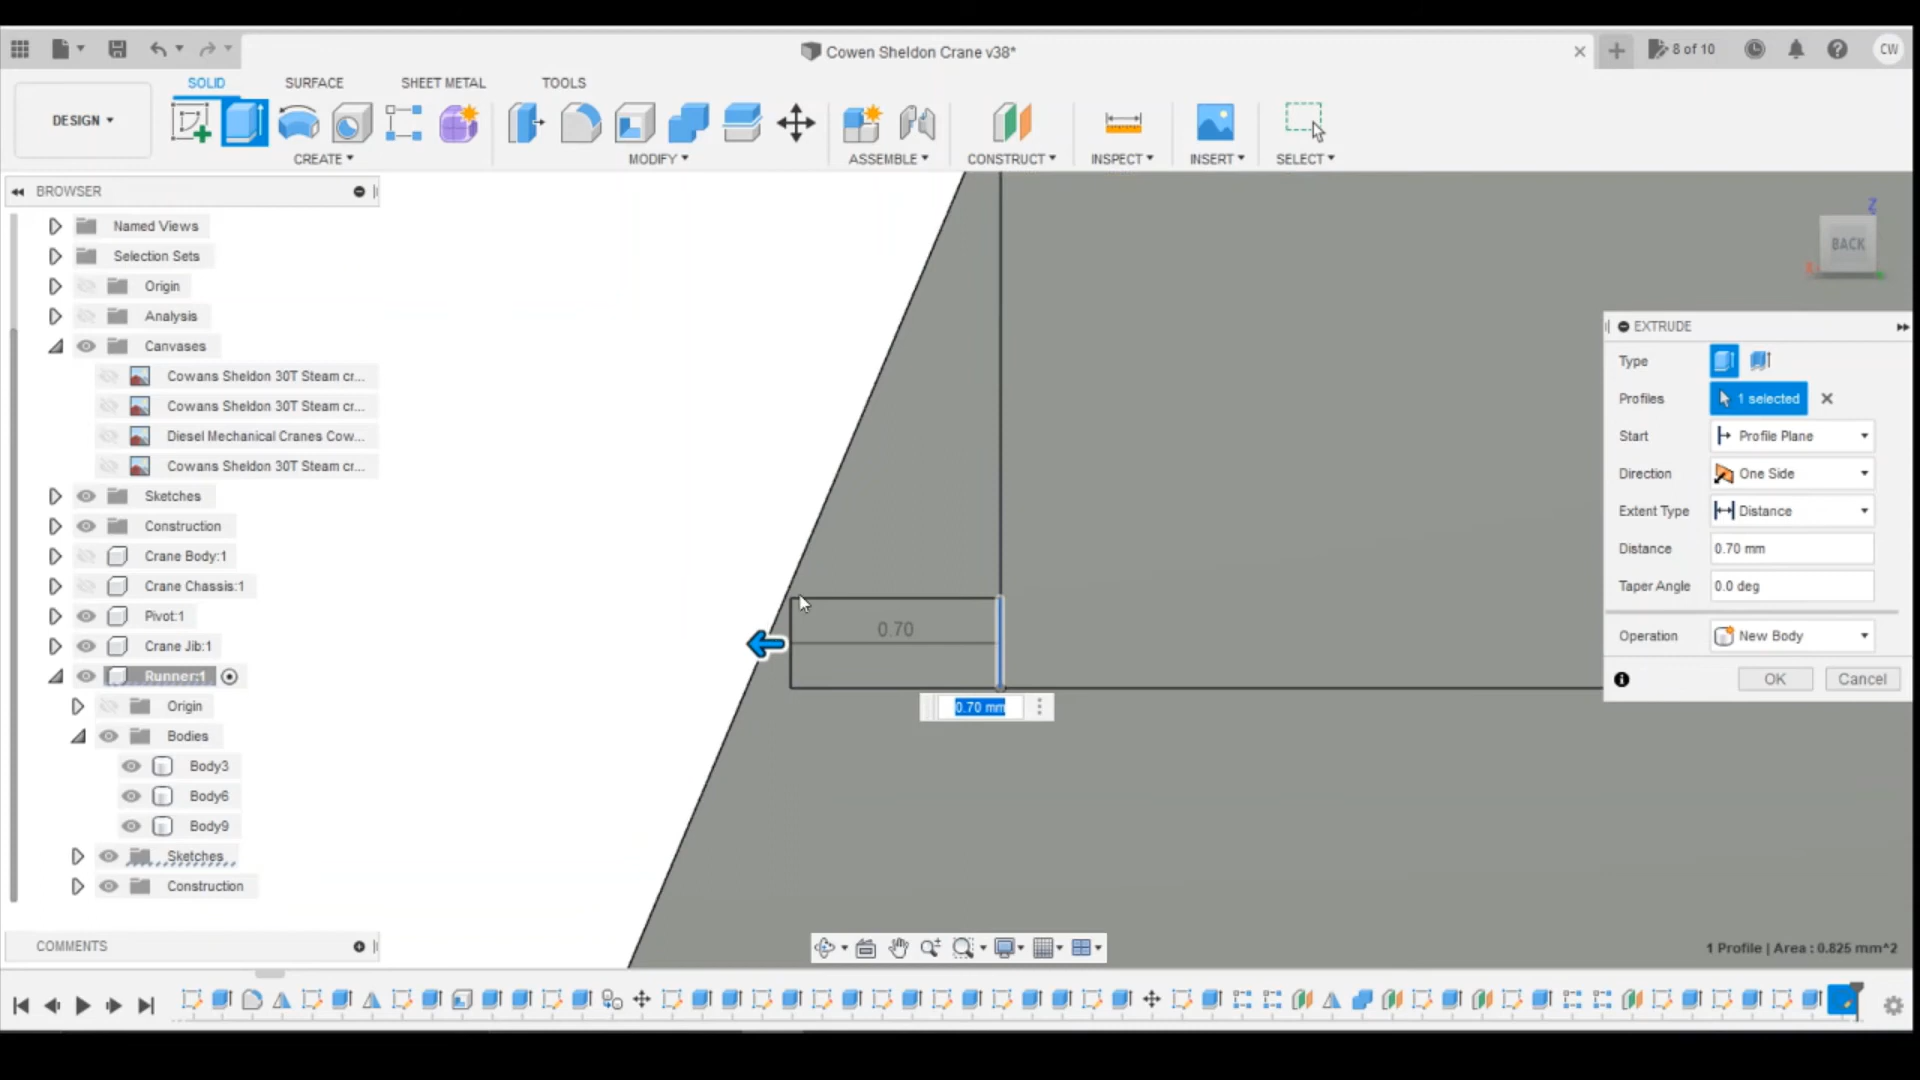 Cowen Sheldon Crane v38*
8 of 10
CW
SOLID
SURFACE
SHEET METAL
TOOLS
DESIGN
CREATE
MODIFY
ASSEMBLE
CONSTRUCT
INSPECT
INSERT
SELECT
BROWSER
Named Views
Selection Sets
Origin
Analysis
Canvases
Cowans Sheldon 30T Steam cr...
Cowans Sheldon 30T Steam cr...
Diesel Mechanical Cranes Cow...
Cowans Sheldon 30T Steam cr...
Sketches
Construction
Crane Body:1
Crane Chassis:1
Pivot:1
Crane Jib:1
Runner:1
Origin
Bodies
Body3
Body6
Body9
Sketches
Construction
COMMENTS
0.70
0.70 mm
Z
BACK
X
EXTRUDE
Type
Profiles 1 selected
Start Profile Plane
Direction One Side
Extent Type Distance
Distance 0.70 mm
Taper Angle 0.0 deg
Operation New Body
OK Cancel
1 Profile | Area : 0.825 mm^2